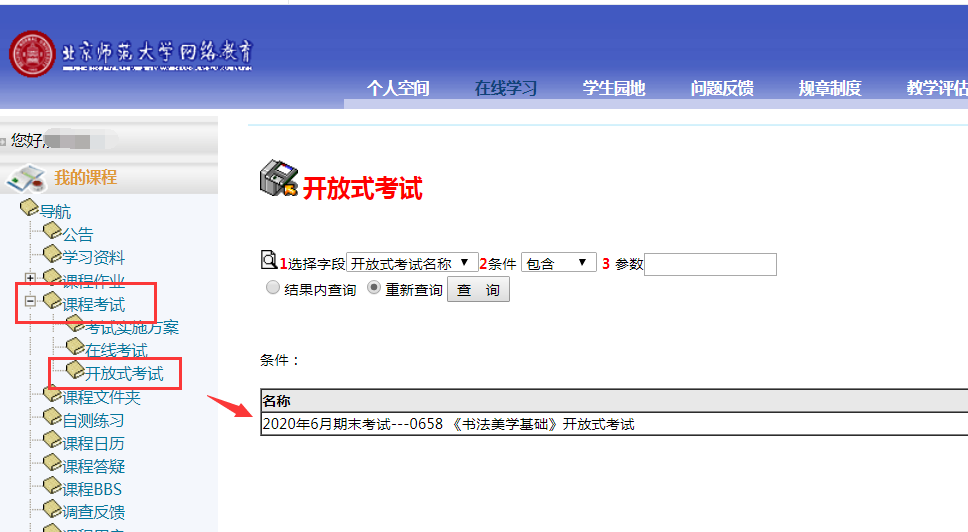 北京师范大学网络教育
个人空间 在线学习 学生园地 问题反馈 规章制度 教学评估
您好
我的课程
导航
公告
学习资料
课程作业
课程考试
考试实施方案
在线考试
开放式考试
课程文件夹
自测练习
课程日历
课程答疑
课程BBS
调查反馈
开放式考试
1选择字段 开放式考试名称 2条件 包含 3 参数
结果内查询 重新查询 查 询
条件：
名称
2020年6月期末考试---0658 《书法美学基础》开放式考试